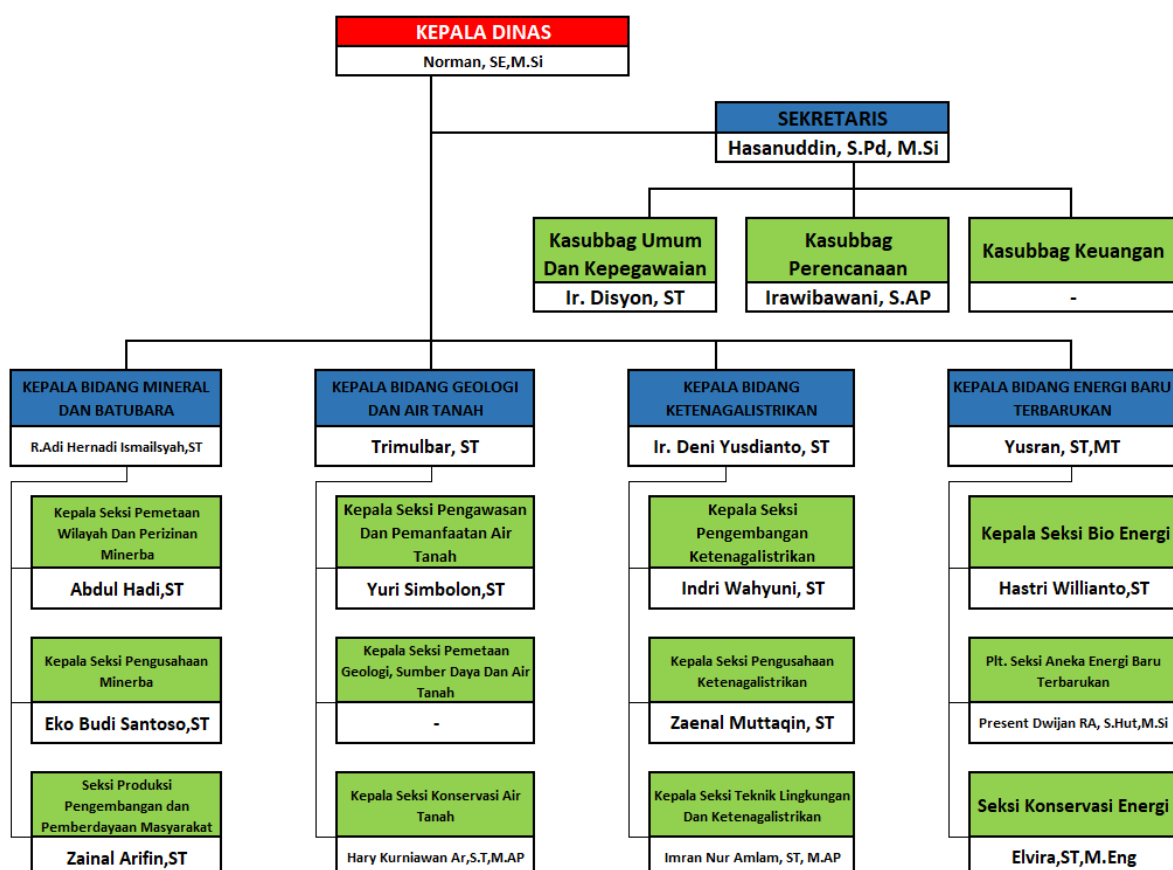 KEPALA DINAS
Norman, SE,M.Si
SEKRETARIS
Hasanuddin, S.Pd, M.Si
Kasubbag Umum
Dan Kepegawaian
Ir. Disyon, ST
Kasubbag
Perencanaan
Irawibawani, S.AP
Kasubbag Keuangan
-
KEPALA BIDANG MINERAL
DAN BATUBARA
R.Adi Hernadi Ismailsyah,ST
Kepala Seksi Pemetaan
Wilayah Dan Perizinan
Minerba
Abdul Hadi,ST
Kepala Seksi Pengusahaan
Minerba
Eko Budi Santoso,ST
Seksi Produksi
Pengembangan dan
Pemberdayaan Masyarakat
Zainal Arifin,ST
KEPALA BIDANG GEOLOGI
DAN AIR TANAH
Trimulbar, ST
Kepala Seksi Pengawasan
Dan Pemanfaatan Air
Tanah
Yuri Simbolon,ST
Kepala Seksi Pemetaan
Geologi, Sumber Daya Dan Air
Tanah
-
Kepala Seksi Konservasi Air
Tanah
Hary Kurniawan Ar,S.T,M.AP
KEPALA BIDANG
KETENAGALISTRIKAN
Ir. Deni Yusdianto, ST
Kepala Seksi
Pengembangan
Ketenagalistrikan
Indri Wahyuni, ST
Kepala Seksi Pengusahaan
Ketenagalistrikan
Zaenal Muttaqin, ST
Kepala Seksi Teknik Lingkungan
Dan Ketenagalistrikan
Imran Nur Amlam, ST, M.AP
KEPALA BIDANG ENERGI BARU
TERBARUKAN
Yusran, ST,MT
Kepala Seksi Bio Energi
Hastri Willianto,ST
Plt. Seksi Aneka Energi Baru
Terbarukan
Present Dwijan RA, S.Hut,M.Si
Seksi Konservasi Energi
Elvira,ST,M.Eng